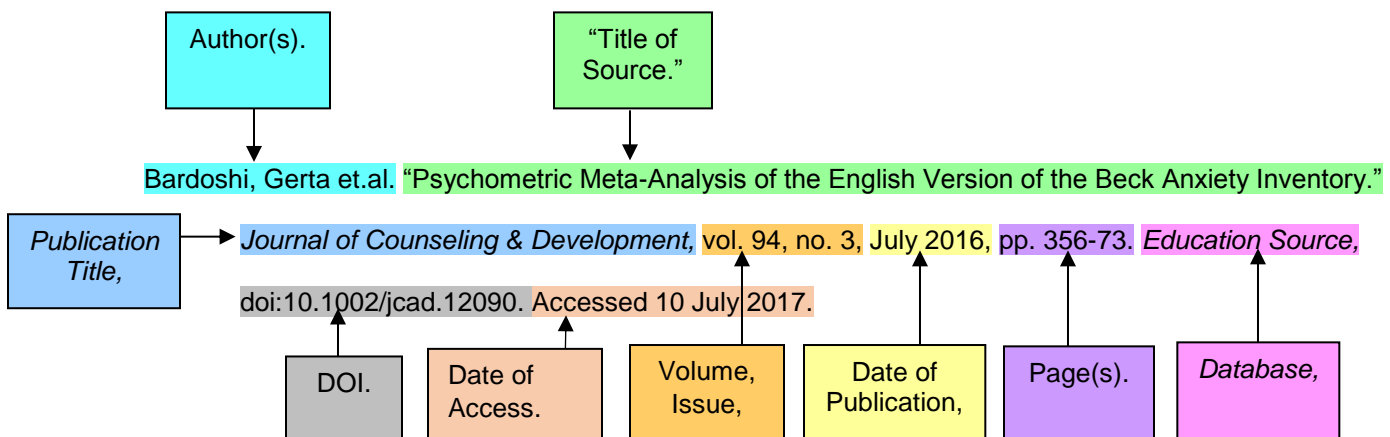 Author(s).
“Title of
Source.”
Bardoshi, Gerta et.al. “Psychometric Meta-Analysis of the English Version of the Beck Anxiety Inventory.”
Publication
Title,
Journal of Counseling & Development, vol. 94, no. 3, July 2016, pp. 356-73. Education Source,
doi:10.1002/jcad.12090. Accessed 10 July 2017.
DOI.
Date of
Access.
Volume,
Issue,
Date of
Publication,
Page(s).
Database,